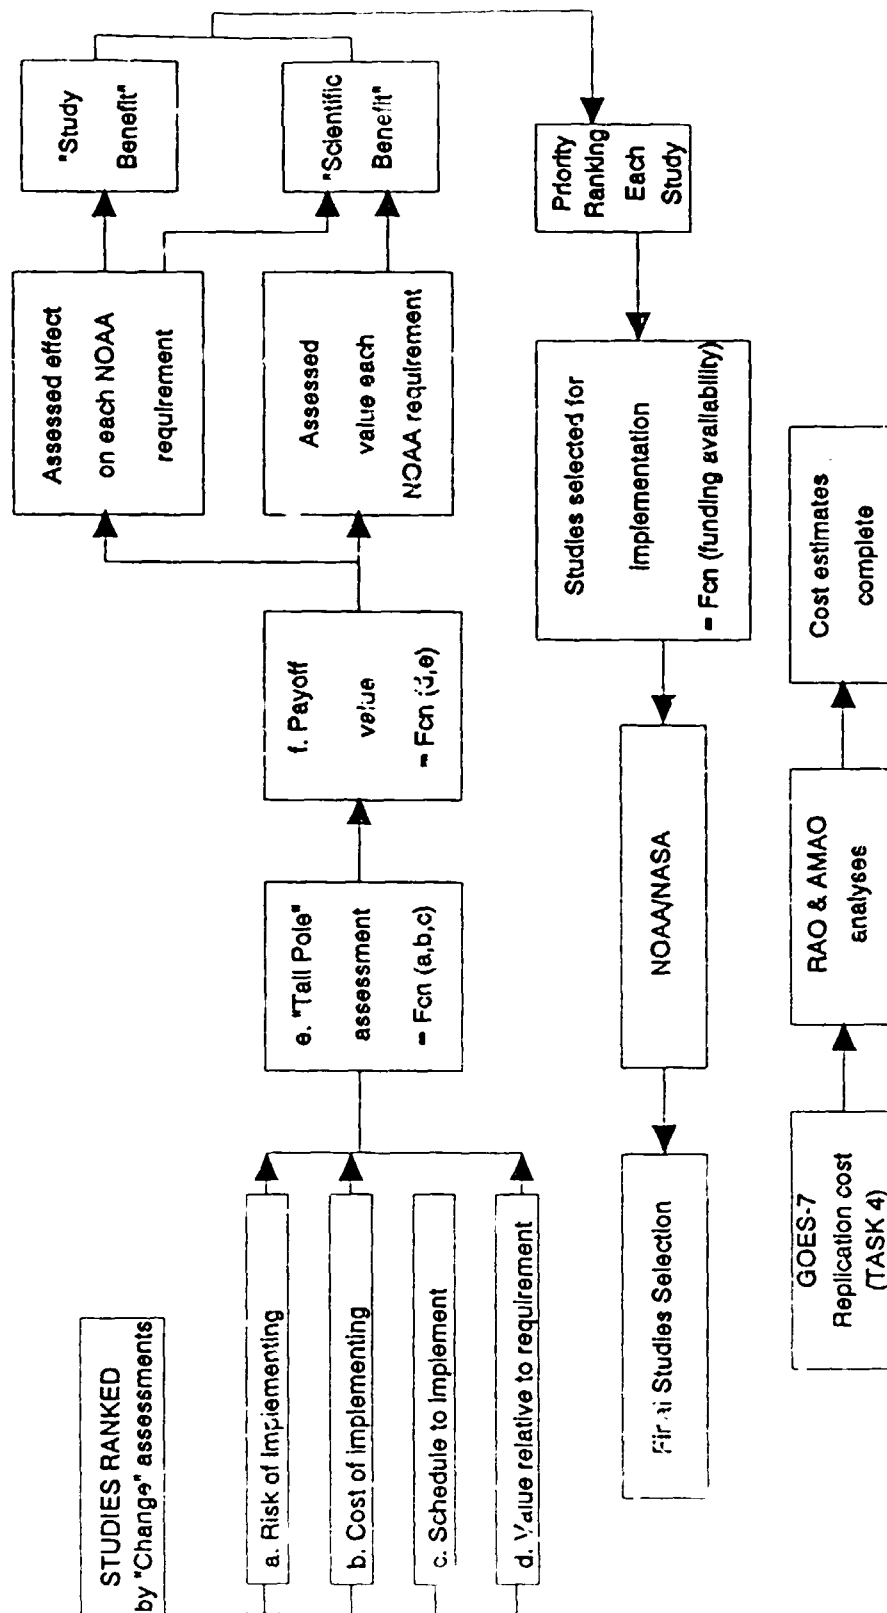 STUDIES RANKED
by "Change" assessments
a. Risk of Implementing
b. Cost of implementing
c. Schedule to Implement
d. Value relative to requirement
e. "Tall Pole"
assessment
= Fcn (a,b,c)
f. Payoff
value
= Fcn (d,e)
Assessed effect
on each NOAA
requirement
Assessed
value each
NOAA requirement
"Study
Benefit"
"Scientific
Benefit"
Priority
Ranking
Each
Study
Studies selected for
implementation
= Fcn (funding availability)
NOAA/NASA
Final Studies Selection
GOES-7
Replication cost
(TASK 4)
RAO & AMAO
analyses
Cost estimates
complete